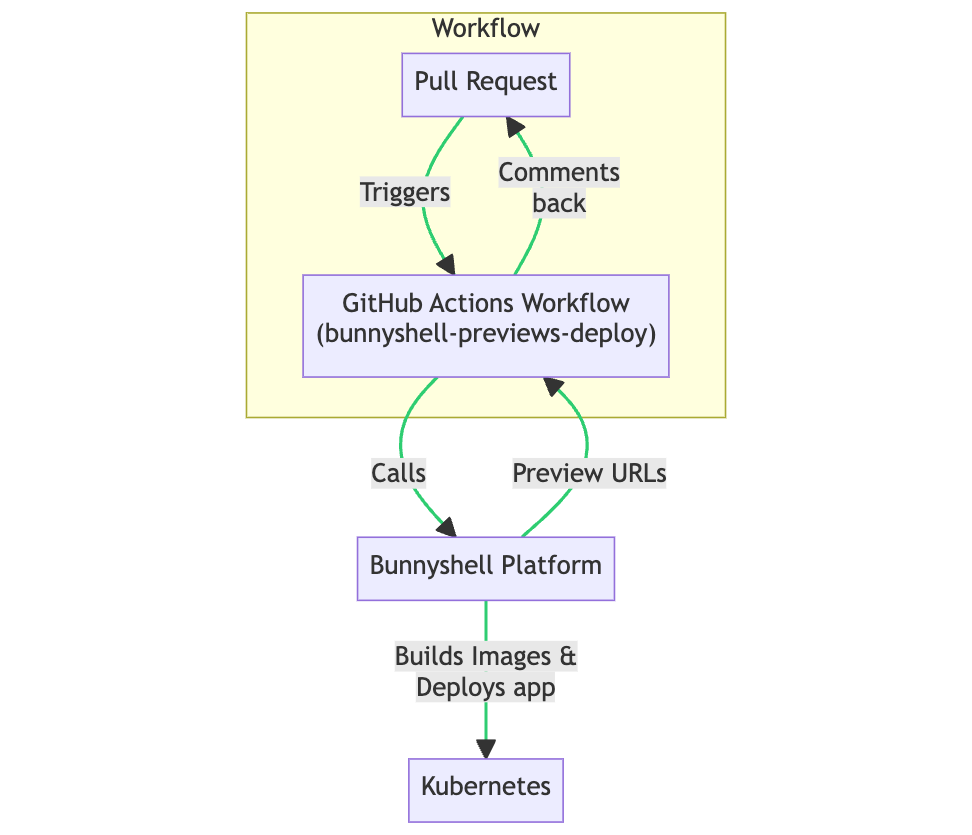 Workflow
Pull Request
Triggers
Comments
back
GitHub Actions Workflow
(bunnyshell-previews-deploy)
Calls
Preview URLs
Bunnyshell Platform
Builds Images &
Deploys app
Kubernetes